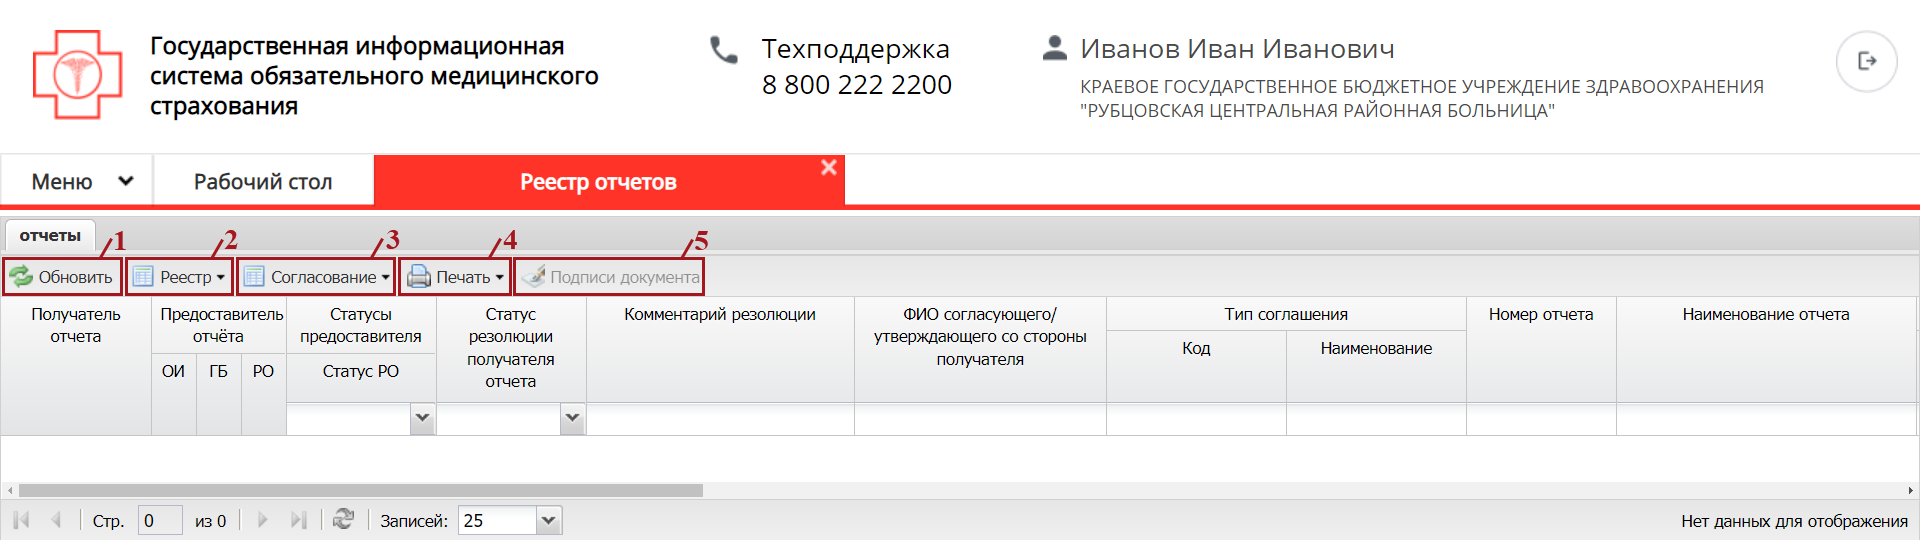 Государственная информационная
система обязательного медицинского
страхования
Техподдержка
8 800 222 2200
Иванов Иван Иванович
КРАЕВОЕ ГОСУДАРСТВЕННОЕ БЮДЖЕТНОЕ УЧРЕЖДЕНИЕ ЗДРАВООХРАНЕНИЯ
"РУБЦОВСКАЯ ЦЕНТРАЛЬНАЯ РАЙОННАЯ БОЛЬНИЦА"
Меню
Рабочий стол
Реестр отчетов
отчеты
1
2
3
4
5
Обновить
Реестр
Согласование
Печать
Подписи документа
Получатель
отчета
Предоставитель
отчёта
ОИ
ГБ
РО
Статусы
предоставителя
Статус РО
Статус
резолюции
получателя
отчета
Комментарий резолюции
ФИО согласующего/
утверждающего со стороны
получателя
Тип соглашения
Код
Наименование
Номер отчета
Наименование отчета
Стр. 0 из 0
Записей: 25
Нет данных для отображения